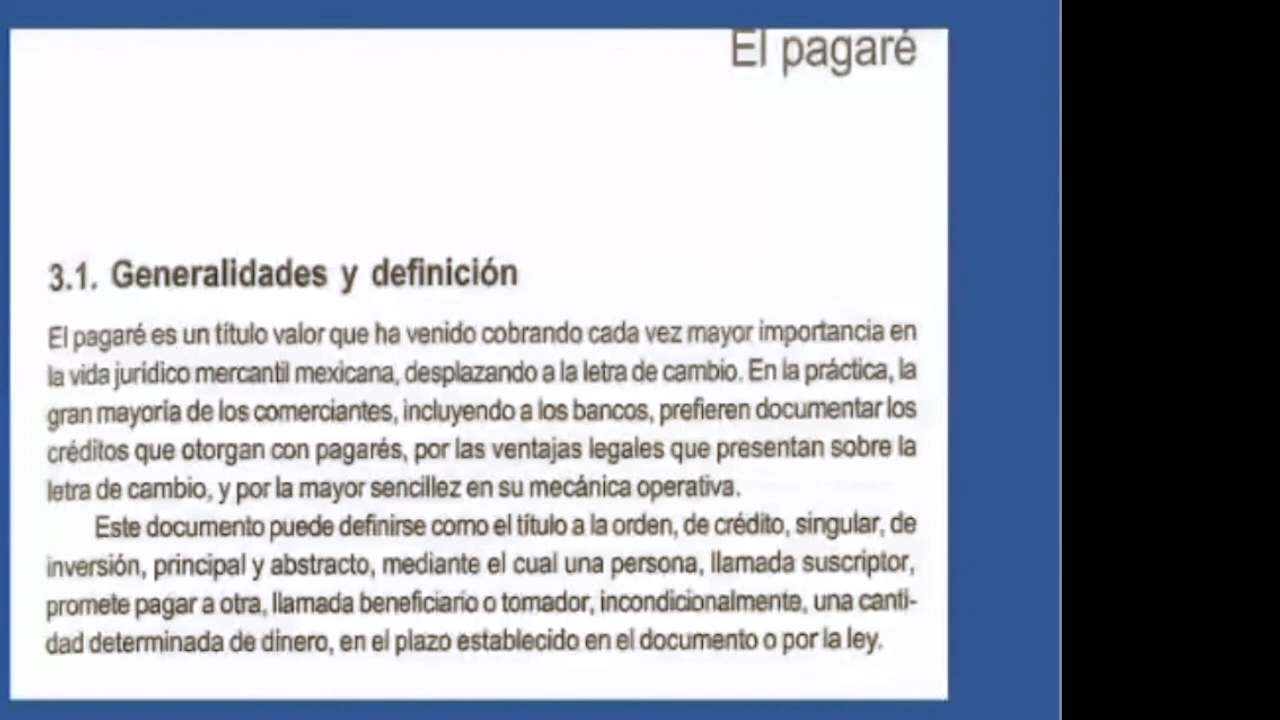 El pagaré
3.1. Generalidades y definición
El pagaré es un título valor que ha venido cobrando cada vez mayor importancia en
la vida jurídico mercantil mexicana, desplazando a la letra de cambio. En la práctica, la
gran mayoría de los comerciantes, incluyendo a los bancos, prefieren documentar los
créditos que otorgan con pagarés, por las ventajas legales que presentan sobre la
letra de cambio, y por la mayor sencillez en su mecánica operativa.
Este documento puede definirse como el título a la orden, de crédito, singular, de
inversión, principal y abstracto, mediante el cual una persona, llamada suscriptor,
promete pagar a otra, llamada beneficiario o tomador, incondicionalmente, una canti-
dad determinada de dinero, en el plazo establecido en el documento o por la ley.